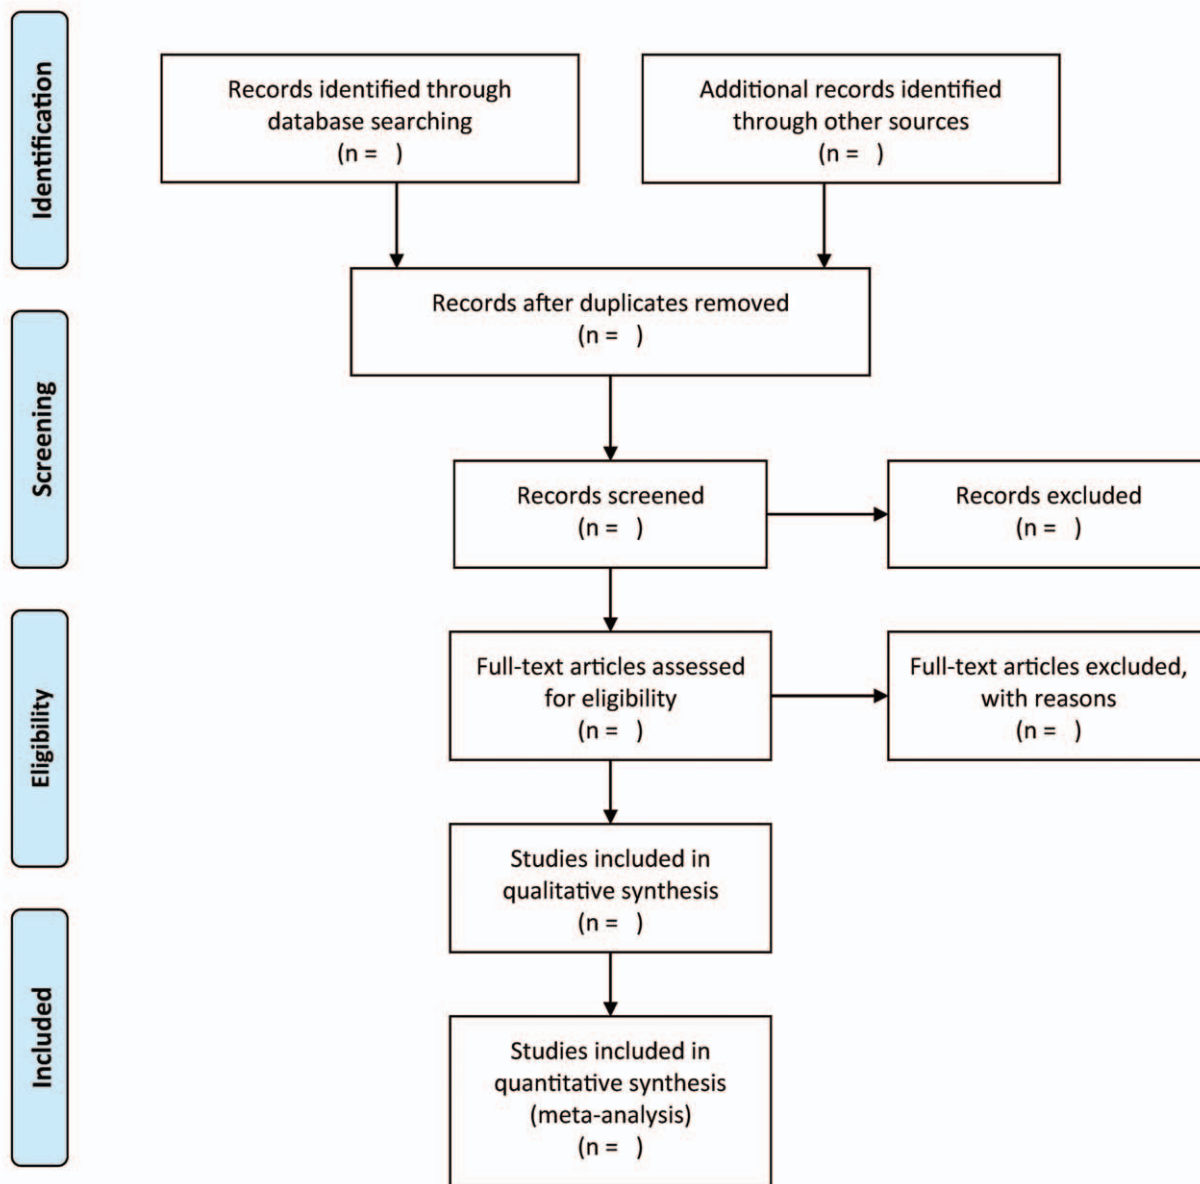 Identification
Records identified through
database searching
(n =   )
Additional records identified
through other sources
(n =   )
Records after duplicates removed
(n =   )
Screening
Records screened
(n =   )
Records excluded
(n =   )
Eligibility
Full-text articles assessed
for eligibility
(n =   )
Full-text articles excluded,
with reasons
(n =   )
Studies included in
qualitative synthesis
(n =   )
Included
Studies included in
quantitative synthesis
(meta-analysis)
(n =   )